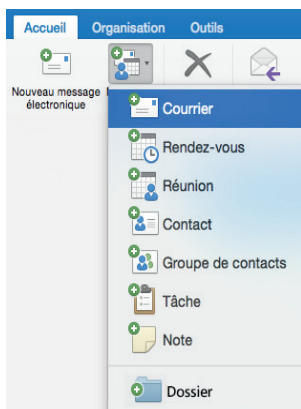 Accueil Organisation Outils
Nouveau message
électronique
Courrier
Rendez-vous
Réunion
Contact
Groupe de contacts
Tâche
Note
Dossier